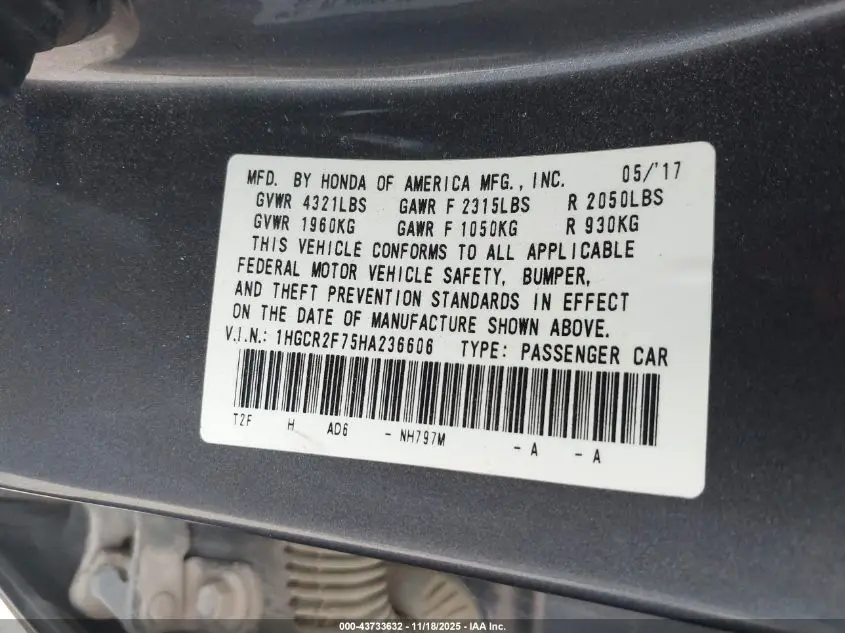 MFD. BY HONDA OF AMERICA MFG., INC. 05/'17
GVWR 4321LBS GAWR F 2315LBS R 2050LBS
GVWR 1960KG GAWR F 1050KG R 930KG
THIS VEHICLE CONFORMS TO ALL APPLICABLE
FEDERAL MOTOR VEHICLE SAFETY, BUMPER,
AND THEFT PREVENTION STANDARDS IN EFFECT
ON THE DATE OF MANUFACTURE SHOWN ABOVE.
V.I.N.: 1HGCR2F75HA236606 TYPE: PASSENGER CAR
T2F H AD6 - NH797M - A - A
000-43733632 - 11/18/2025 - IAA Inc.